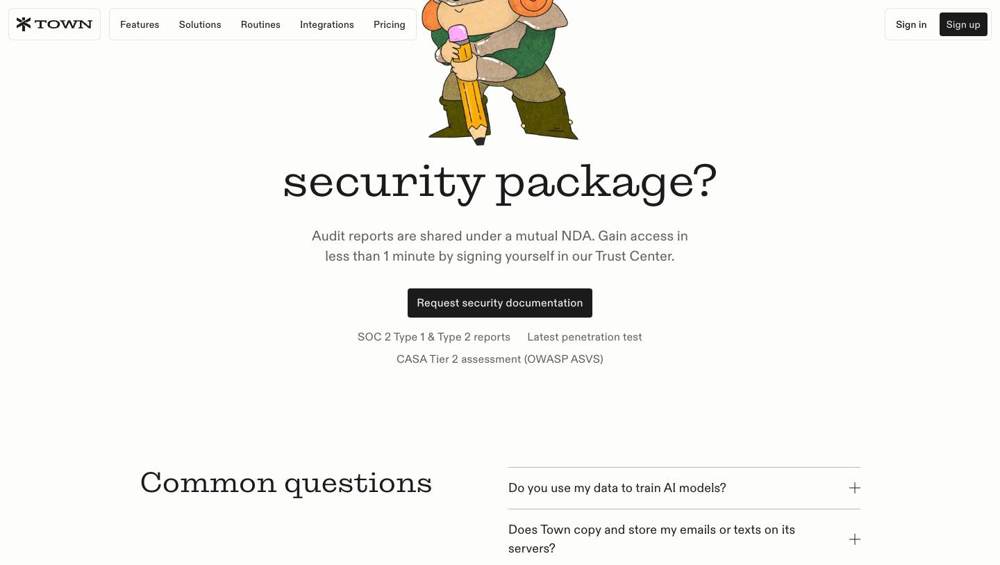 TOWN
Features
Solutions
Routines
Integrations
Pricing
Sign in
Sign up
security package?
Audit reports are shared under a mutual NDA. Gain access in
less than 1 minute by signing yourself in our Trust Center.
Request security documentation
SOC 2 Type 1 & Type 2 reports
Latest penetration test
CASA Tier 2 assessment (OWASP ASVS)
Common questions
Do you use my data to train AI models?
Does Town copy and store my emails or texts on its
servers?